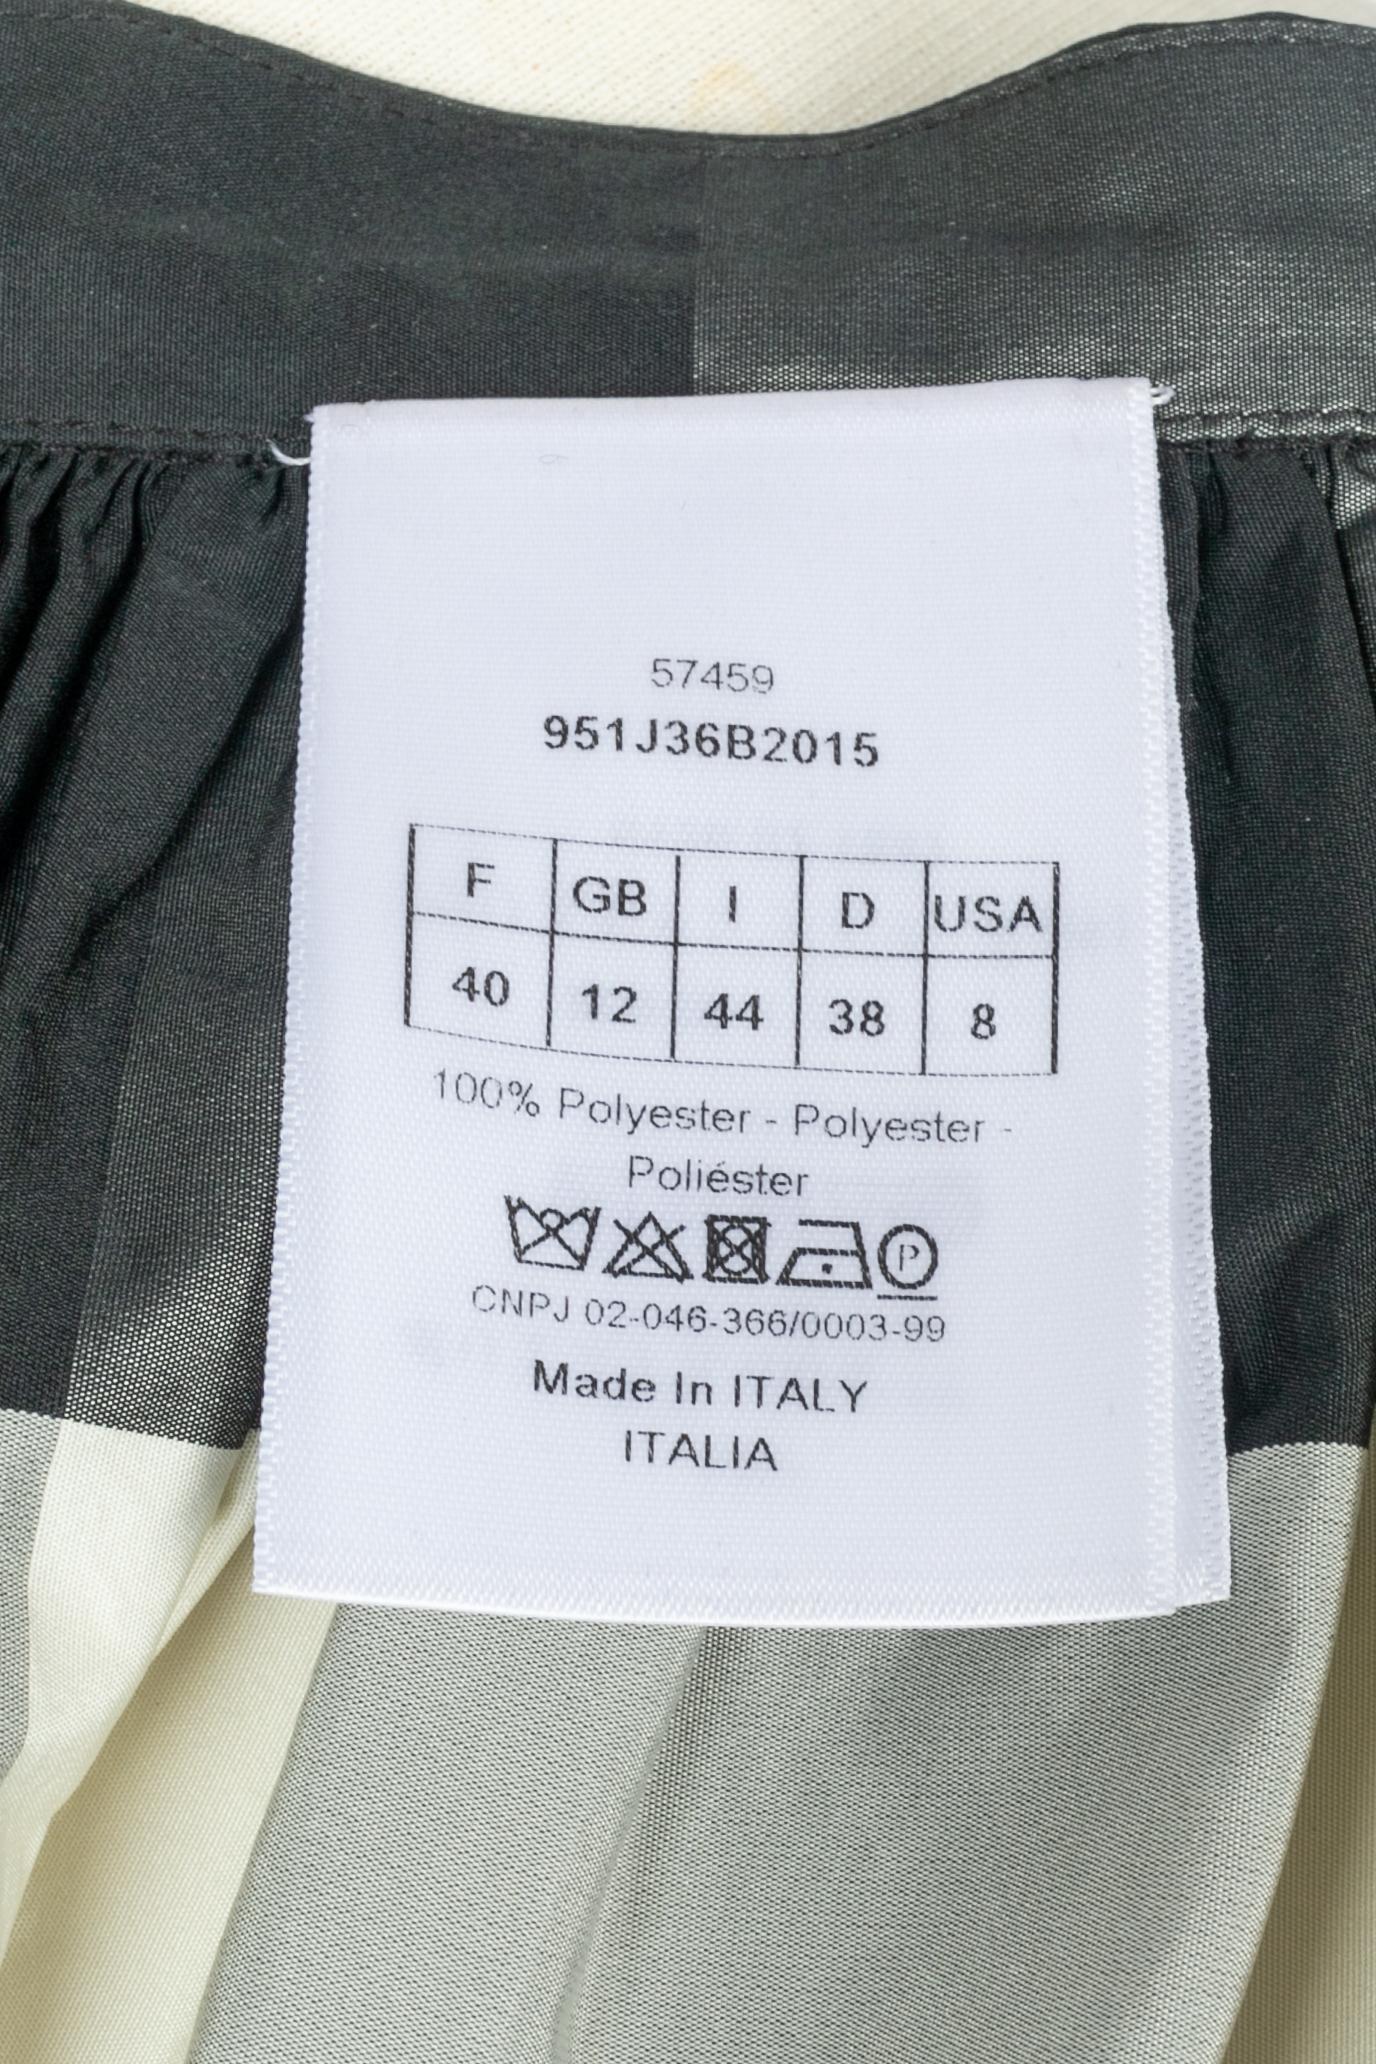 57459
951J36B2015
F GB I D USA
40 12 44 38 8
100% Polyester - Polyester -
Poliéster
P
CNPJ 02-046-366/0003-99
Made In ITALY
ITALIA